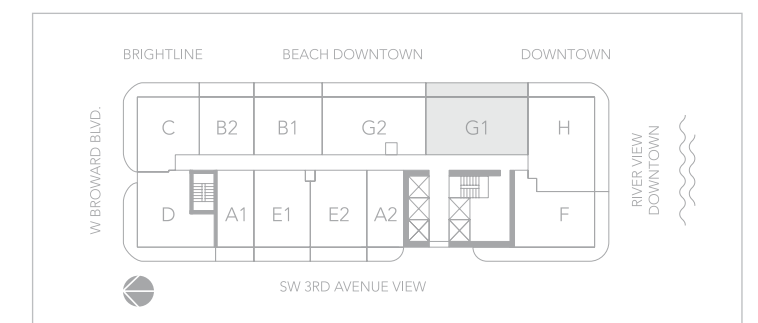 BRIGHTLINE
BEACH DOWNTOWN
DOWNTOWN
W BROWARD BLVD.
C
B2
B1
G2
G1
H
RIVER VIEW
DOWNTOWN
D
A1
E1
E2
A2
F
SW 3RD AVENUE VIEW